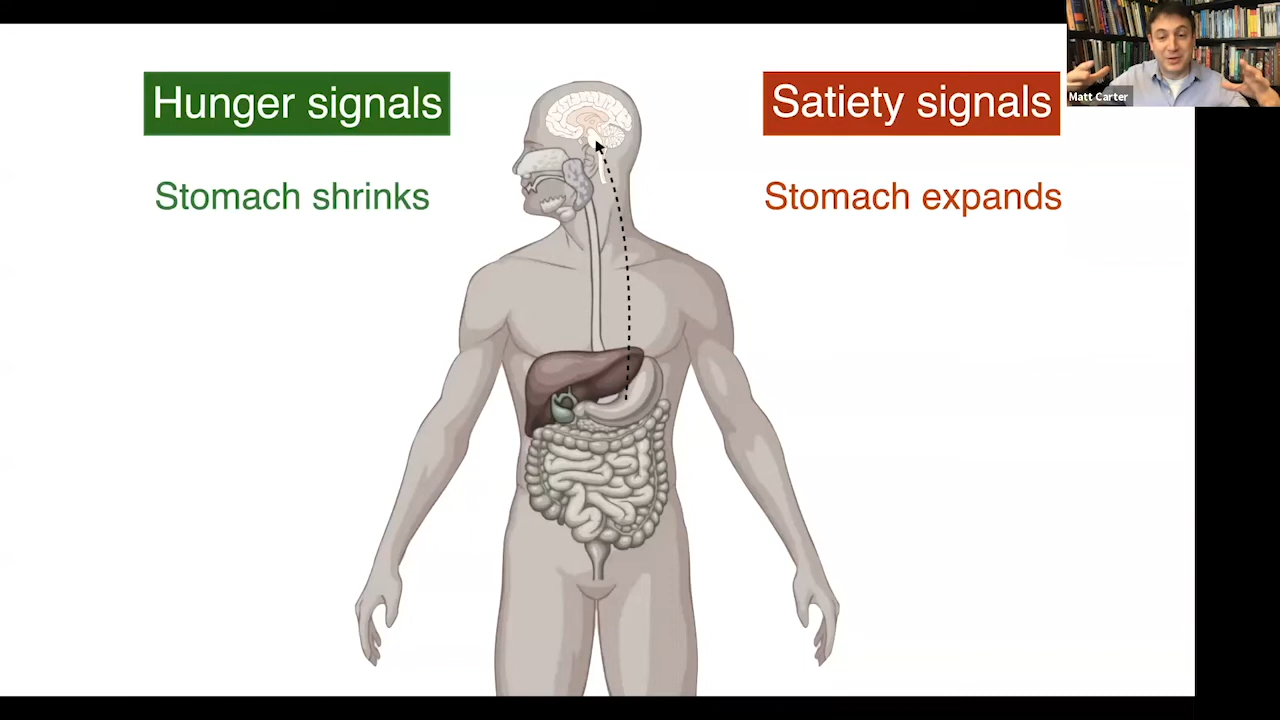 Hunger signals
Satiety signals
Matt Carter
Stomach shrinks
Stomach expands